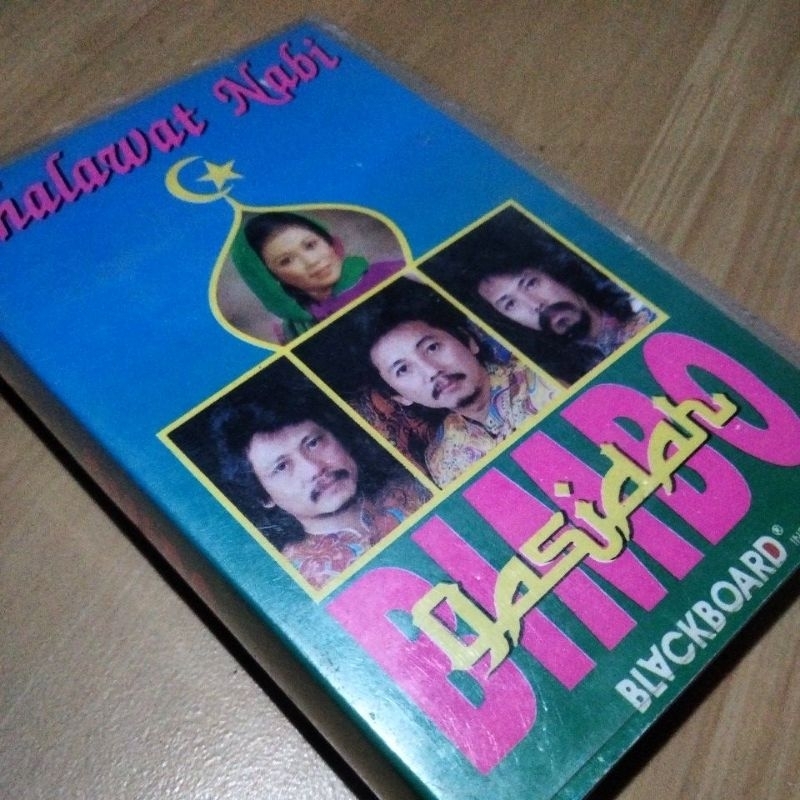 halawat Nabi
BIMBO
Qasidah
BLACKBOARD®